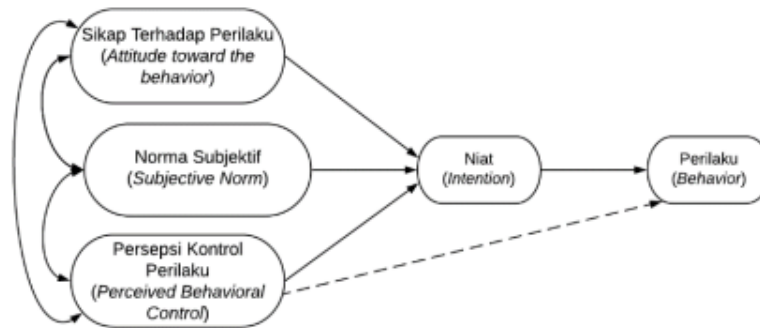 Sikap Terhadap Perilaku
(Attitude toward the
behavior)
Norma Subjektif
(Subjective Norm)
Persepsi Kontrol
Perilaku
(Perceived Behavioral
Control)
Niat
(Intention)
Perilaku
(Behavior)